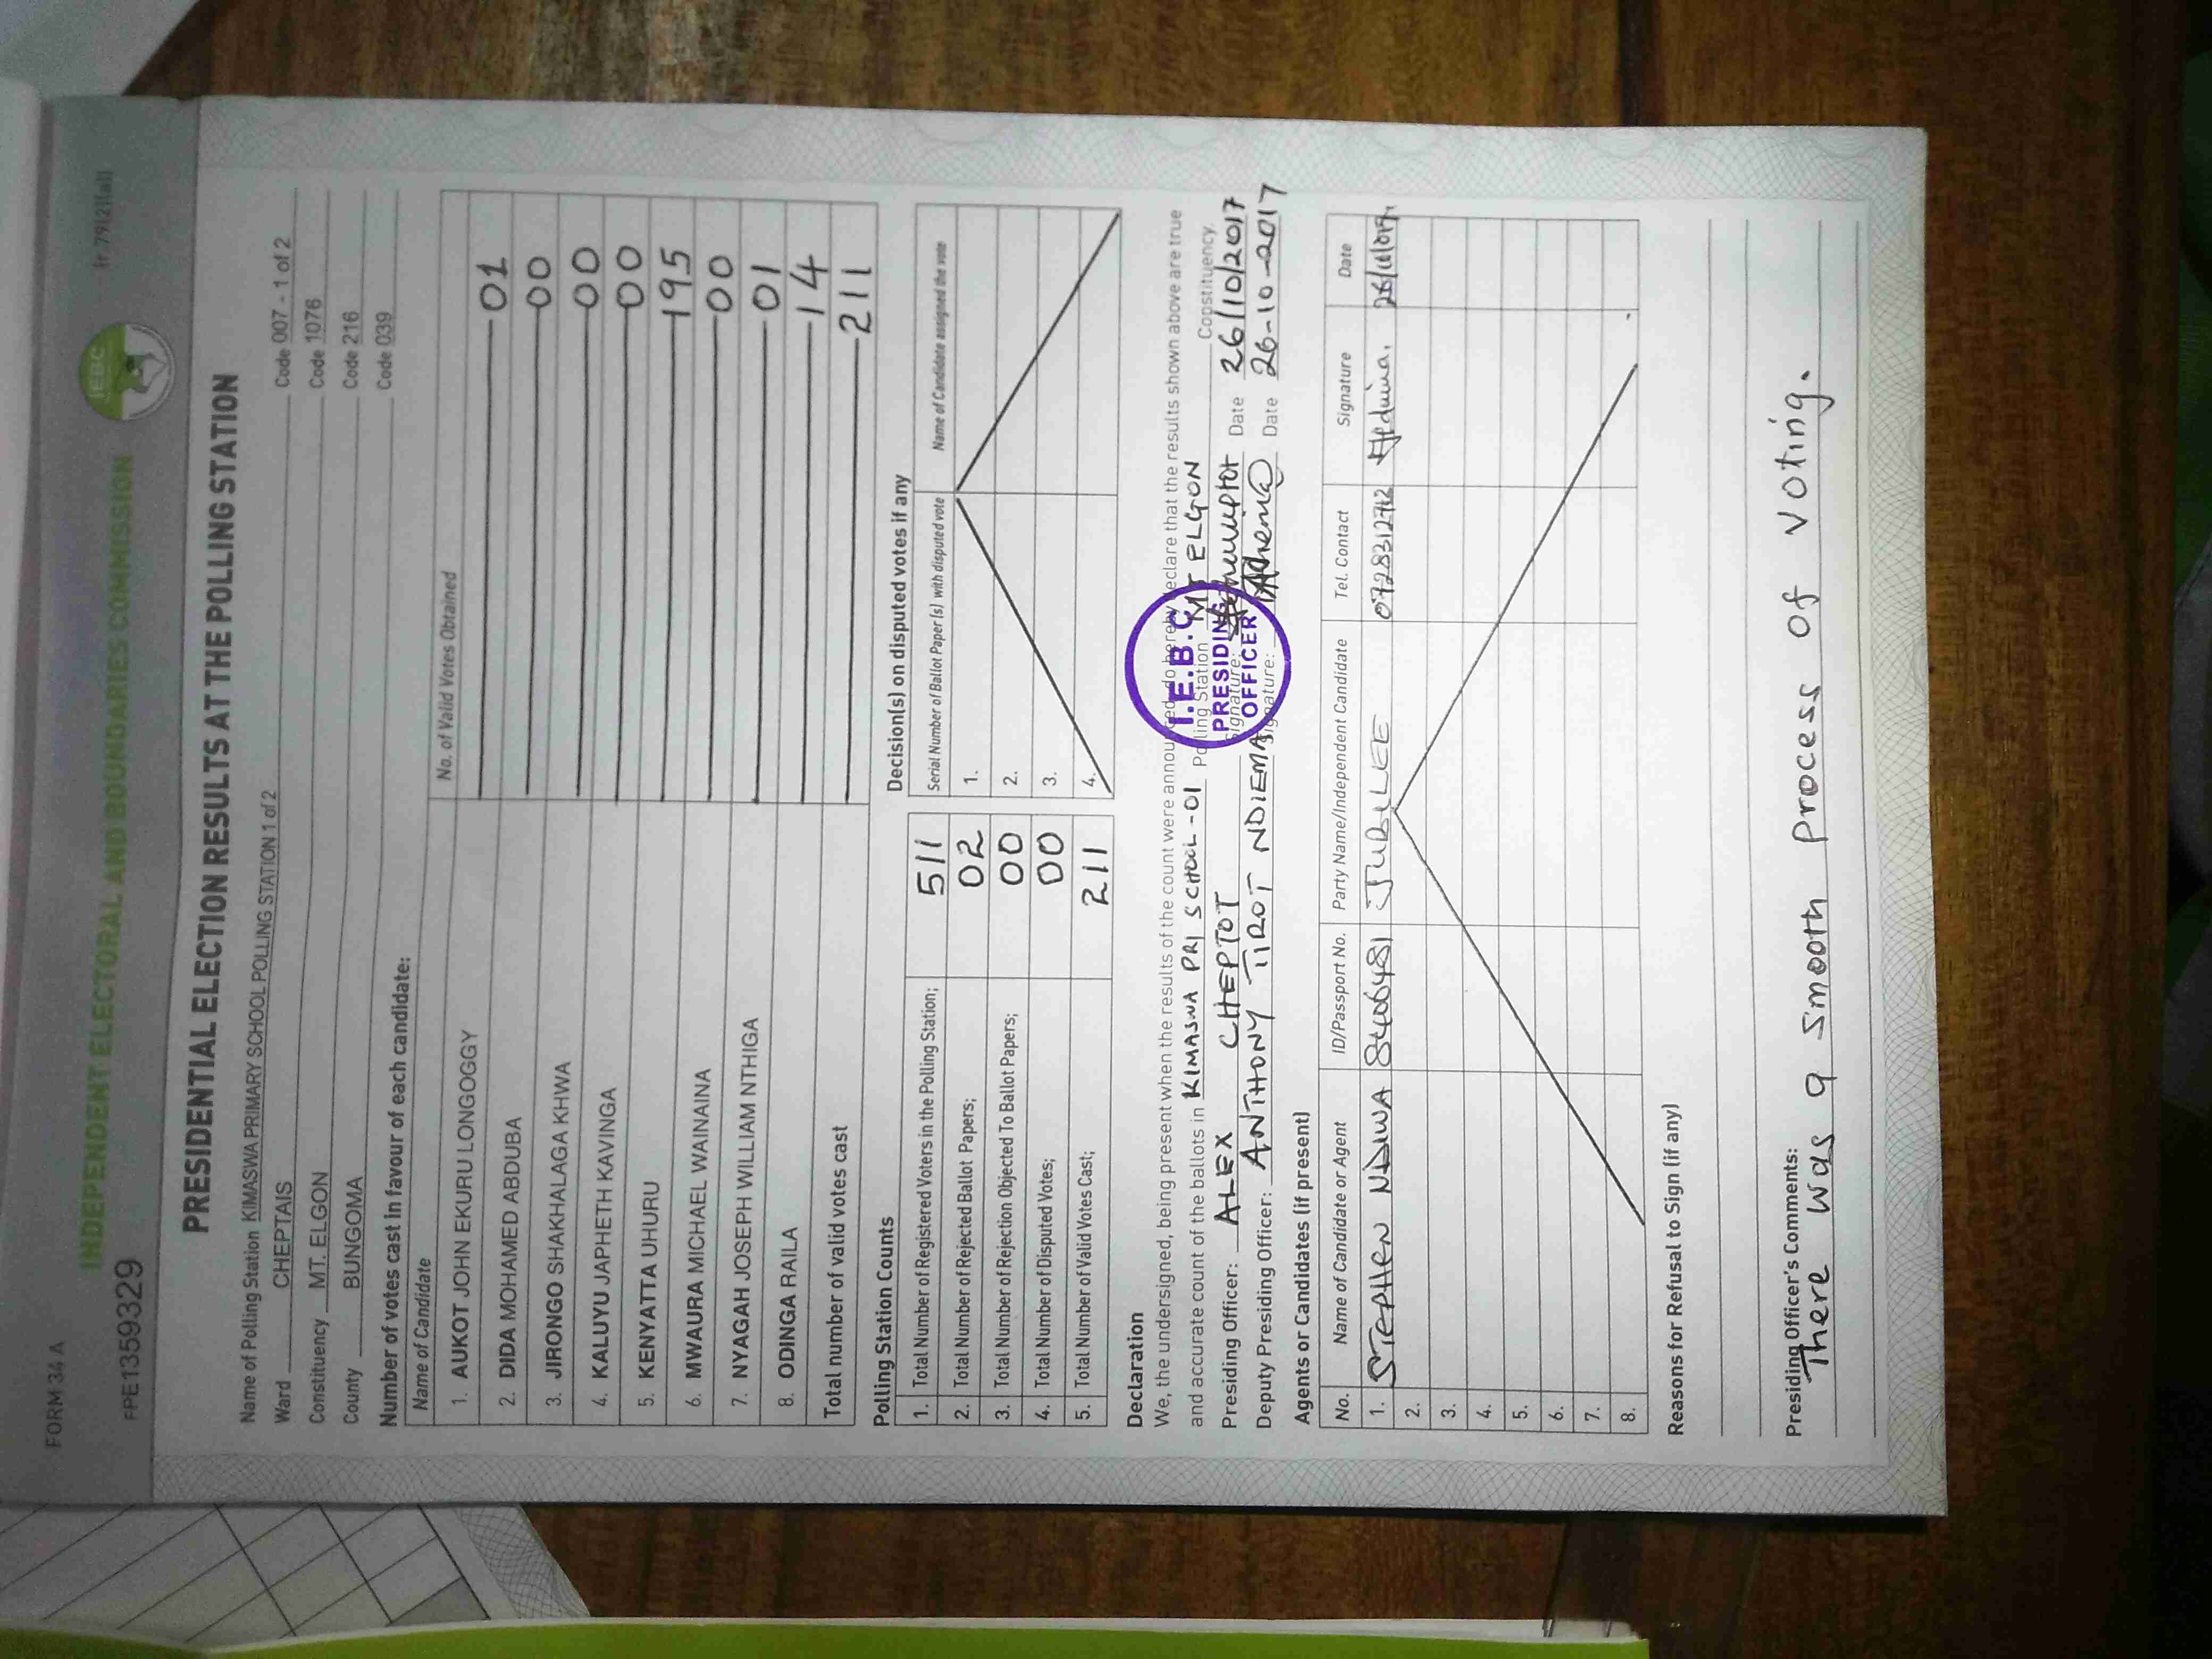 FORM 34 A
INDEPENDENT ELECTORAL AND BOUNDARIES COMMISSION
IEBC
FPE1359329
PRESIDENTIAL ELECTION RESULTS AT THE POLLING STATION
Name of Polling Station KIMASWA PRIMARY SCHOOL POLLING STATION 1 of 2 Code 007 - 1 of 2
Ward CHEPTAIS Code 1076
Constituency MT. ELGON Code 216
County BUNGOMA Code 039
Number of votes cast in favour of each candidate:
Name of Candidate No. of Valid Votes Obtained
1. AUKOT JOHN EKURU LONGOGGY 01
2. DIDA MOHAMED ABDUBA 00
3. JIRONGO SHAKHALAGA KHWA 00
4. KALUYU JAPHETH KAVINGA 00
5. KENYATTA UHURU 195
6. MWAURA MICHAEL WAINAINA 00
7. NYAGAH JOSEPH WILLIAM NTHIGA 01
8. ODINGA RAILA 14
Total number of valid votes cast 211
Polling Station Counts
1. Total Number of Registered Voters in the Polling Station; 511
2. Total Number of Rejected Ballot Papers; 02
3. Total Number of Rejection Objected To Ballot Papers; 00
4. Total Number of Disputed Votes; 00
5. Total Number of Valid Votes Cast; 211
Decision(s) on disputed votes if any
Serial Number of Ballot Paper (s) with disputed vote Name of Candidate assigned the vote
1.
2.
3.
4.
Declaration
We, the undersigned, being present when the results of the count were announced, do hereby declare that the results shown above are true
and accurate count of the ballots in KIMASWA PRI SCHOOL -01 Polling Station MT ELGON Constituency.
Presiding Officer: ALEX CHEPTOT Signature: Date 26/10/2017
Deputy Presiding Officer: ANTHONY TIROT NDIEMA Signature: Date 26-10-2017
I.E.B.C
PRESIDING
OFFICER
Agents or Candidates (if present)
No. Name of Candidate or Agent ID/Passport No. Party Name/Independent Candidate Tel. Contact Signature Date
1. STEPHEN NDIWA JUBILEE 0728312712
2.
3.
4.
5.
6.
7.
8.
Reasons for Refusal to Sign (if any)
Presiding Officer's Comments:
There was a smooth process of voting.